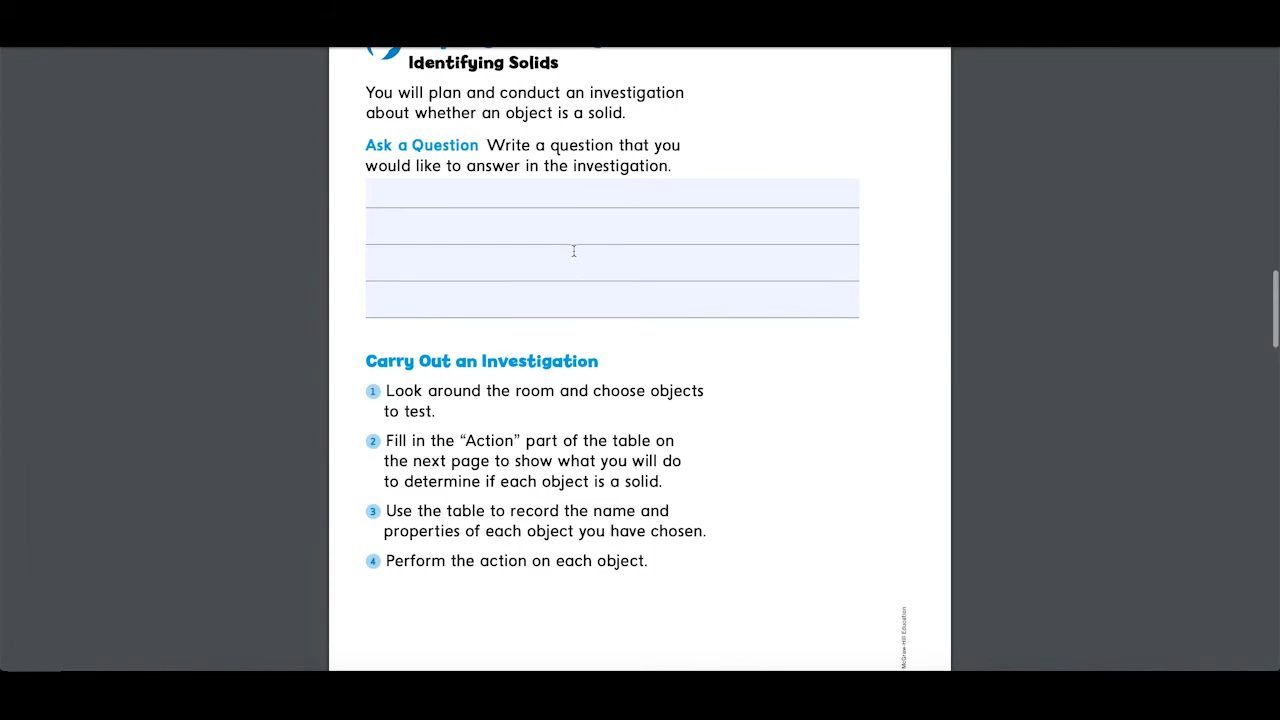 Identifying Solids
You will plan and conduct an investigation
about whether an object is a solid.
Ask a Question Write a question that you
would like to answer in the investigation.
Carry Out an Investigation
1 Look around the room and choose objects
to test.
2 Fill in the “Action” part of the table on
the next page to show what you will do
to determine if each object is a solid.
3 Use the table to record the name and
properties of each object you have chosen.
4 Perform the action on each object.
McGraw-Hill Education